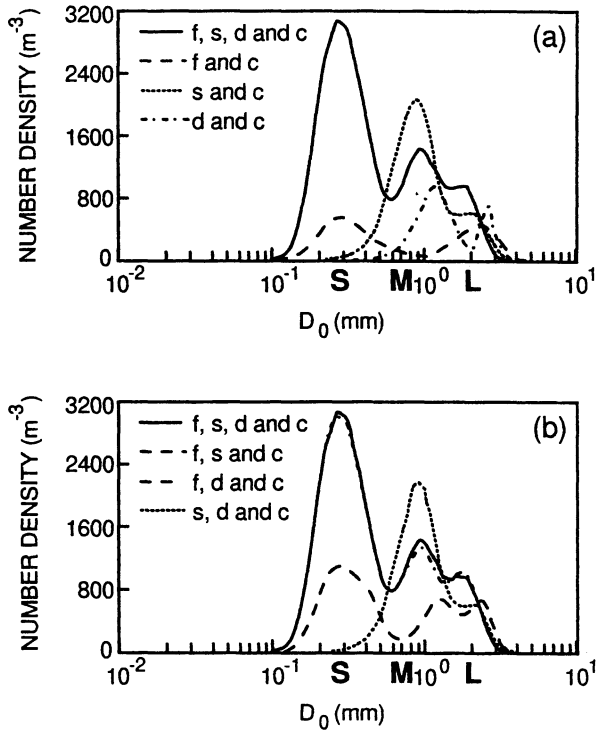 NUMBER DENSITY (m⁻³)
3200
2400
1600
800
0
f, s, d and c
f and c
s and c
d and c
(a)
10⁻² 10⁻¹ S M 10⁰ L 10¹
D₀ (mm)
NUMBER DENSITY (m⁻³)
3200
2400
1600
800
0
f, s, d and c
f, s and c
f, d and c
s, d and c
(b)
10⁻² 10⁻¹ S M 10⁰ L 10¹
D₀ (mm)